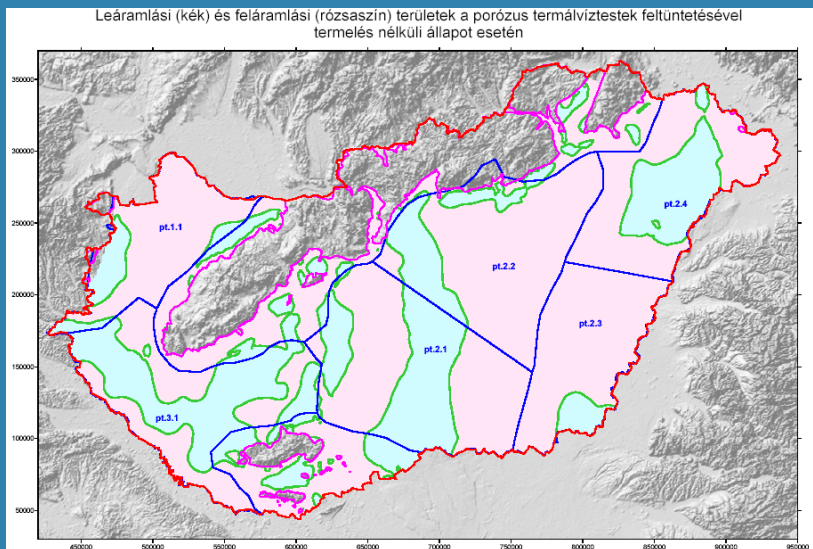 Leáramlási (kék) és feláramlási (rózsaszín) területek a porózus termálvíztestek feltüntetésével
termelés nélküli állapot esetén
350000
300000
250000
200000
150000
100000
50000
pt.1.1
pt.2.4
pt.2.2
pt.2.3
pt.2.1
pt.3.1
450000 500000 550000 600000 650000 700000 750000 800000 850000 900000 950000